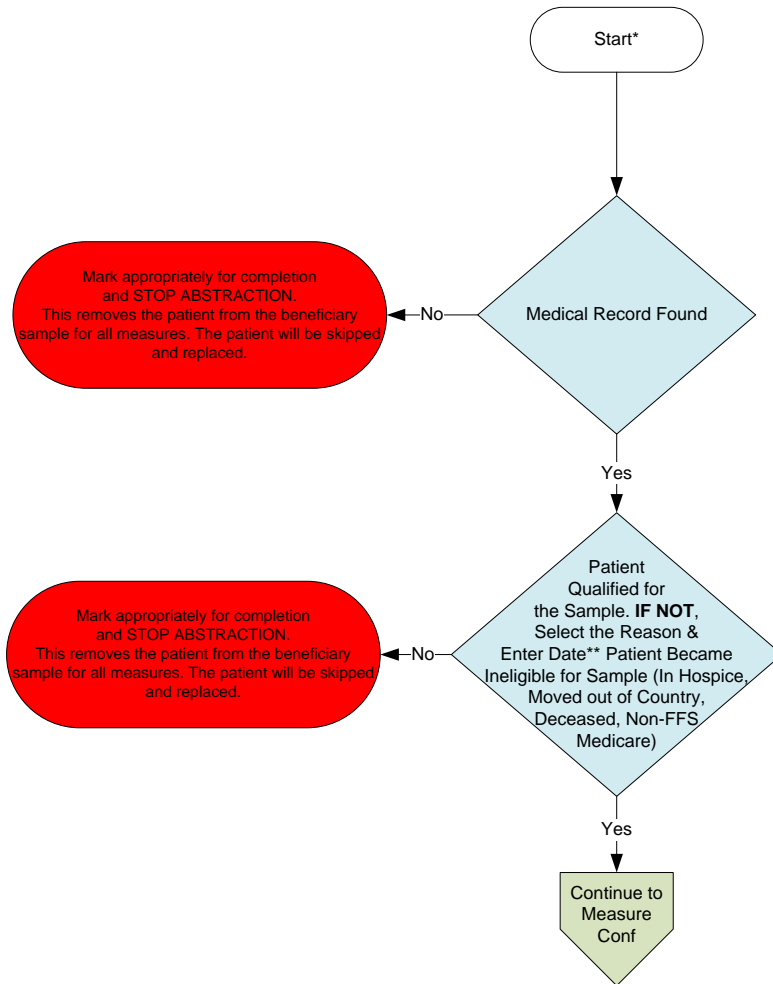 Start*
Medical Record Found
No
Mark appropriately for completion
and STOP ABSTRACTION.
This removes the patient from the beneficiary
sample for all measures. The patient will be skipped
and replaced.
Yes
Patient
Qualified for
the Sample. IF NOT,
Select the Reason &
Enter Date** Patient Became
Ineligible for Sample (In Hospice,
Moved out of Country,
Deceased, Non-FFS
Medicare)
No
Mark appropriately for completion
and STOP ABSTRACTION.
This removes the patient from the beneficiary
sample for all measures. The patient will be skipped
and replaced.
Yes
Continue to
Measure
Conf